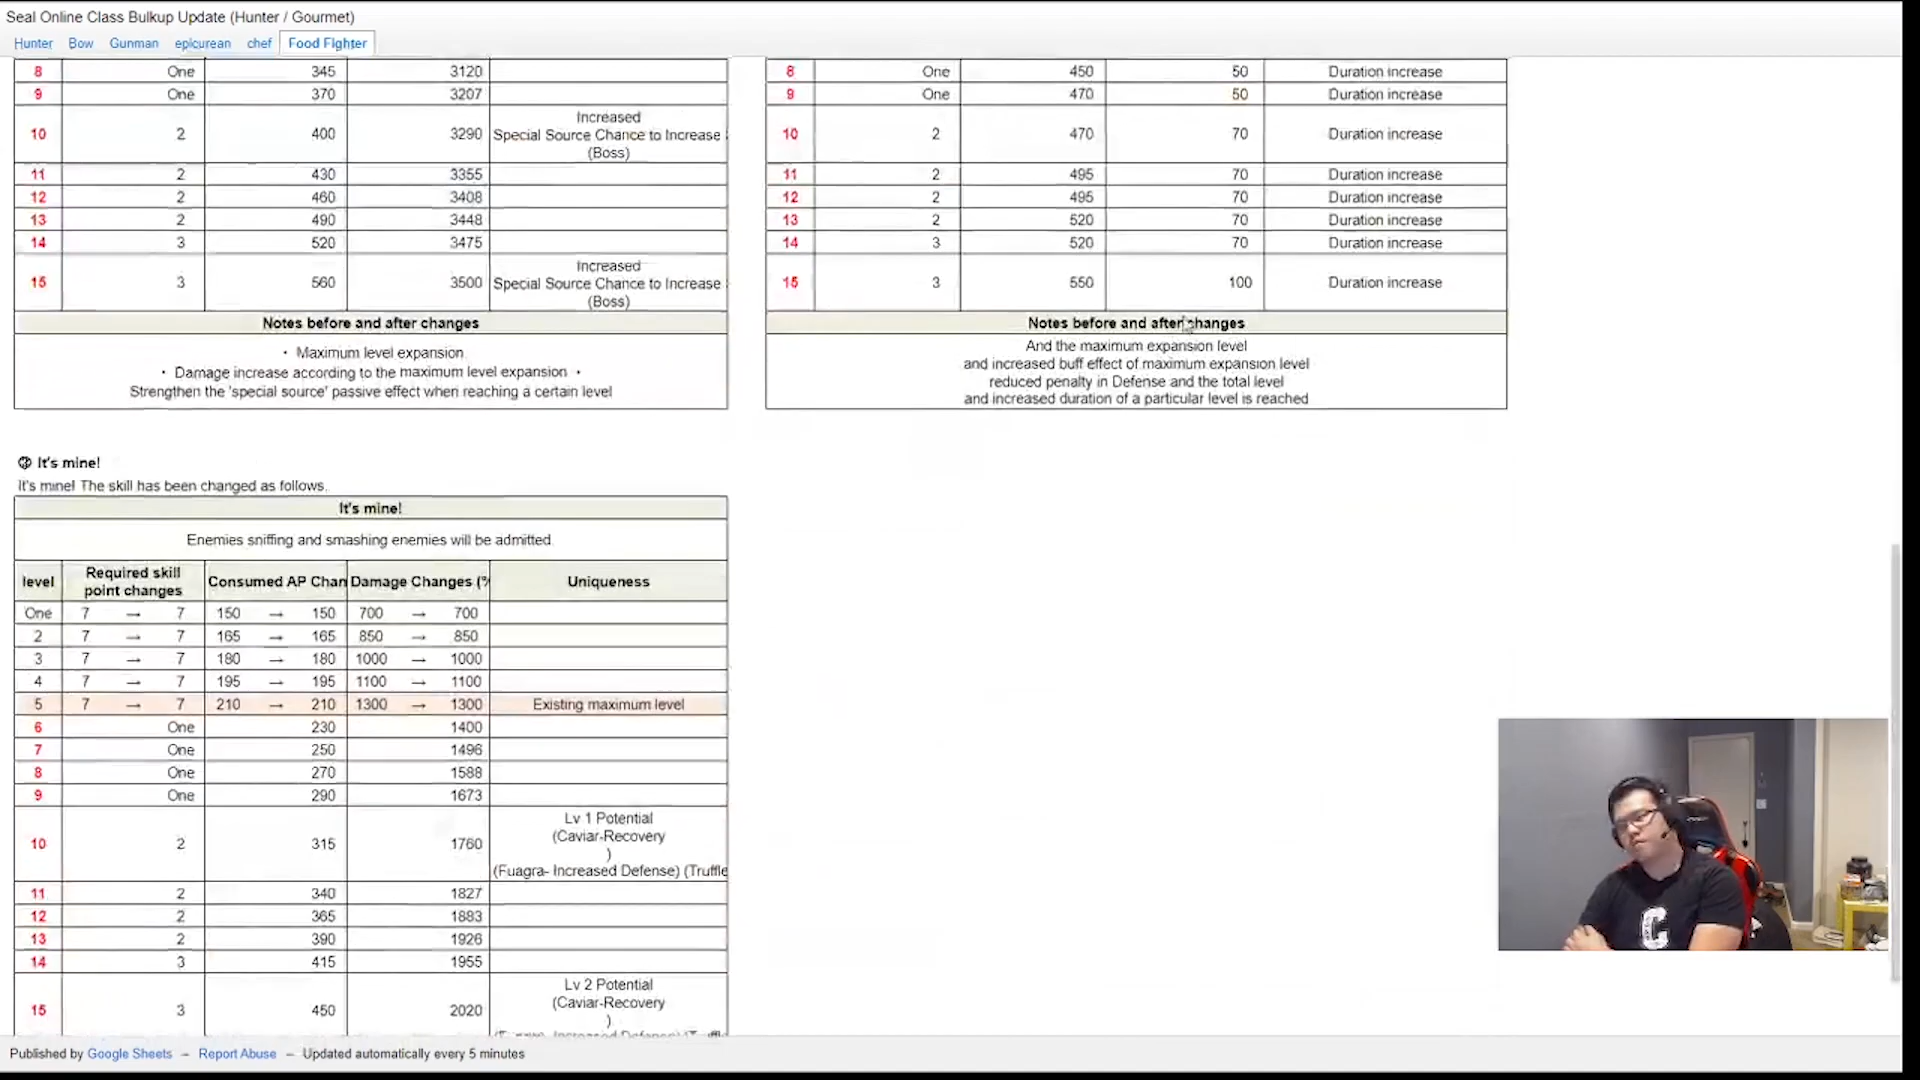 Seal Online Class Bulkup Update (Hunter / Gourmet)
Hunter Bow Gunman epicurean chef Food Fighter
8 One 345 3120
9 One 370 3207
10 2 400 3290 Increased
Special Source Chance to Increase
(Boss)
11 2 430 3355
12 2 460 3408
13 2 490 3448
14 3 520 3475
15 3 560 3500 Increased
Special Source Chance to Increase
(Boss)
Notes before and after changes
· Maximum level expansion
· Damage increase according to the maximum level expansion ·
Strengthen the 'special source' passive effect when reaching a certain level
8 One 450 50 Duration increase
9 One 470 50 Duration increase
10 2 470 70 Duration increase
11 2 495 70 Duration increase
12 2 495 70 Duration increase
13 2 520 70 Duration increase
14 3 520 70 Duration increase
15 3 550 100 Duration increase
Notes before and after changes
And the maximum expansion level
and increased buff effect of maximum expansion level
reduced penalty in Defense and the total level
and increased duration of a particular level is reached
③ It's mine!
It's mine! The skill has been changed as follows.
It's mine!
Enemies sniffing and smashing enemies will be admitted.
level Required skill point changes Consumed AP Chan Damage Changes (% Uniqueness
One 7 → 7 150 → 150 700 → 700
2 7 → 7 165 → 165 850 → 850
3 7 → 7 180 → 180 1000 → 1000
4 7 → 7 195 → 195 1100 → 1100
5 7 → 7 210 → 210 1300 → 1300 Existing maximum level
6 One 230 1400
7 One 250 1496
8 One 270 1588
9 One 290 1673
10 2 315 1760 Lv 1 Potential
(Caviar-Recovery
)
(Fuagra- Increased Defense) (Truffle
11 2 340 1827
12 2 365 1883
13 2 390 1926
14 3 415 1955
15 3 450 2020 Lv 2 Potential
(Caviar-Recovery
)
Published by Google Sheets – Report Abuse – Updated automatically every 5 minutes
C